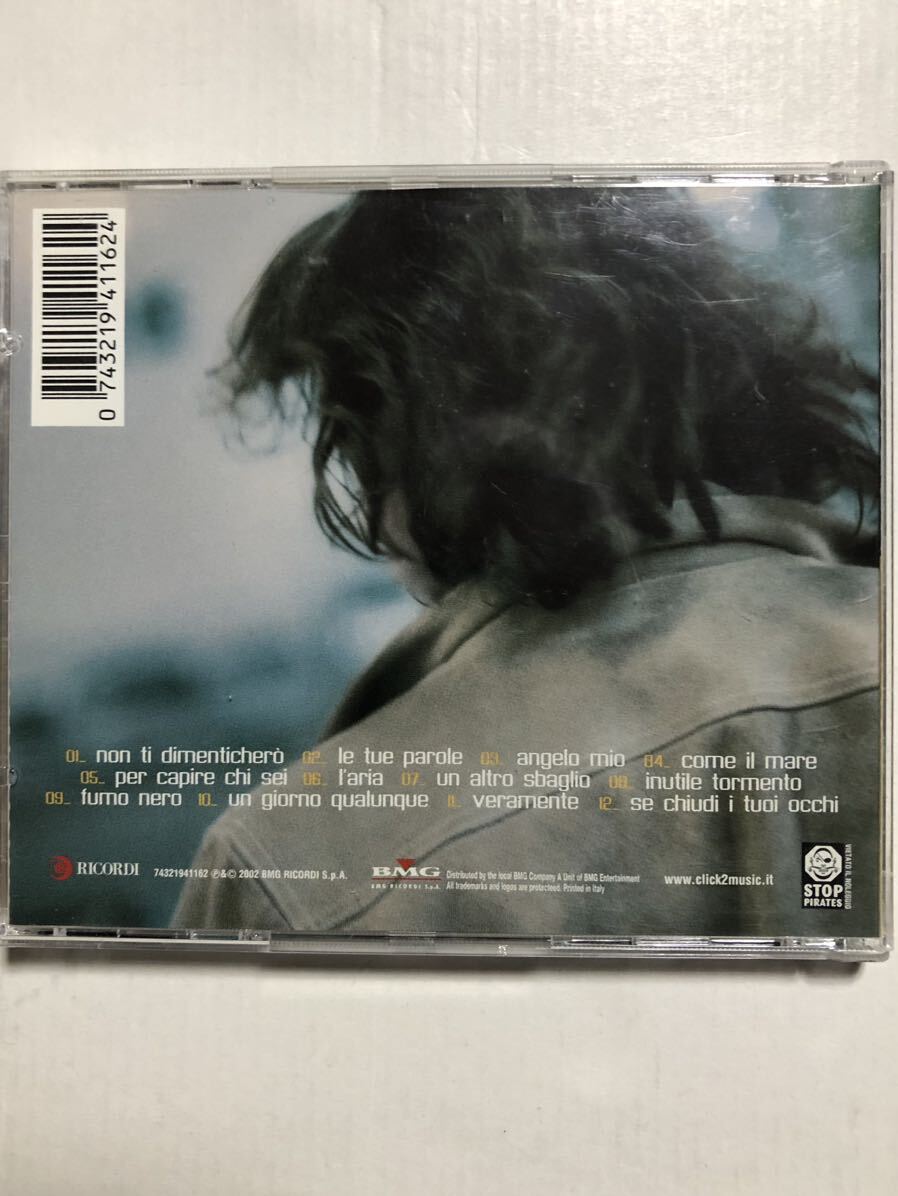 0 743219 411624
01_ non ti dimenticherò 02_ le tue parole 03_ angelo mio 04_ come il mare
05_ per capire chi sei 06_ l'aria 07_ un altro sbaglio 08_ inutile tormento
09_ fumo nero 10_ un giorno qualunque 11_ veramente 12_ se chiudi i tuoi occhi
RICORDI
74321941162 ℗&© 2002 BMG RICORDI S.p.A.
BMG
BMG RICORDI S.p.A.
Distributed by the local BMG Company A Unit of BMG Entertainment
All trademarks and logos are protecteed. Printed in Italy
www.click2music.it
STOP
PIRATES
VIETATO IL NOLEGGIO